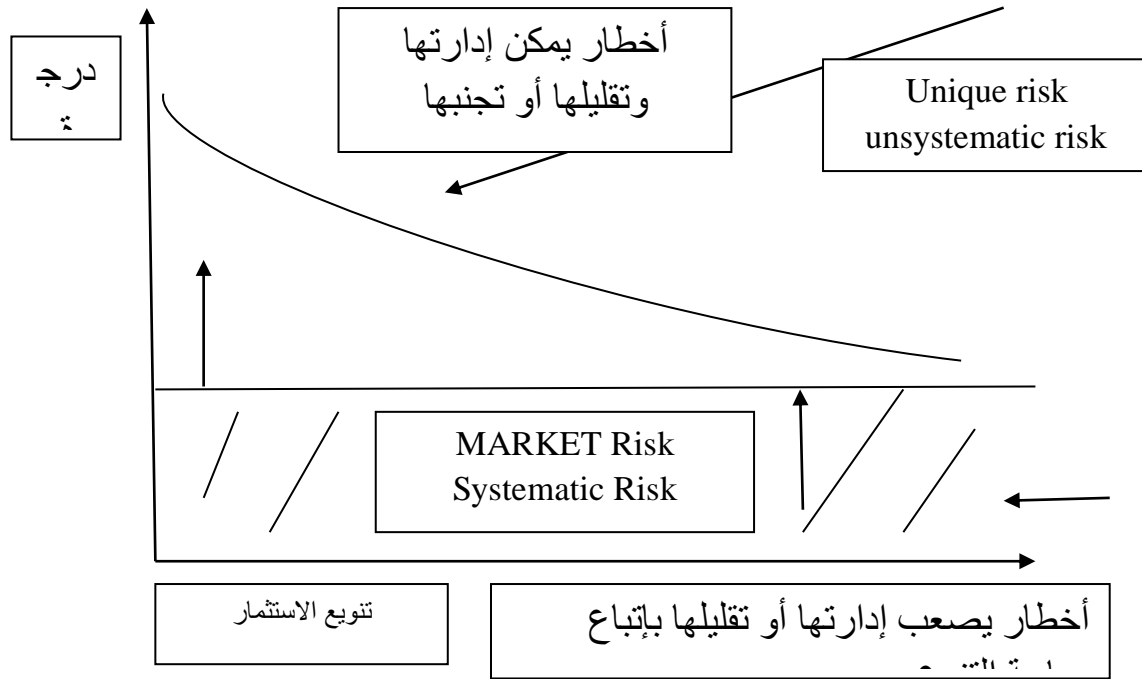 أخطار يمكن إدارتها
وتقليلها أو تجنبها
درجـ
ة
Unique risk
unsystematic risk
MARKET Risk
Systematic Risk
تنويع الاستثمار
أخطار يصعب إدارتها أو تقليلها بإتباع